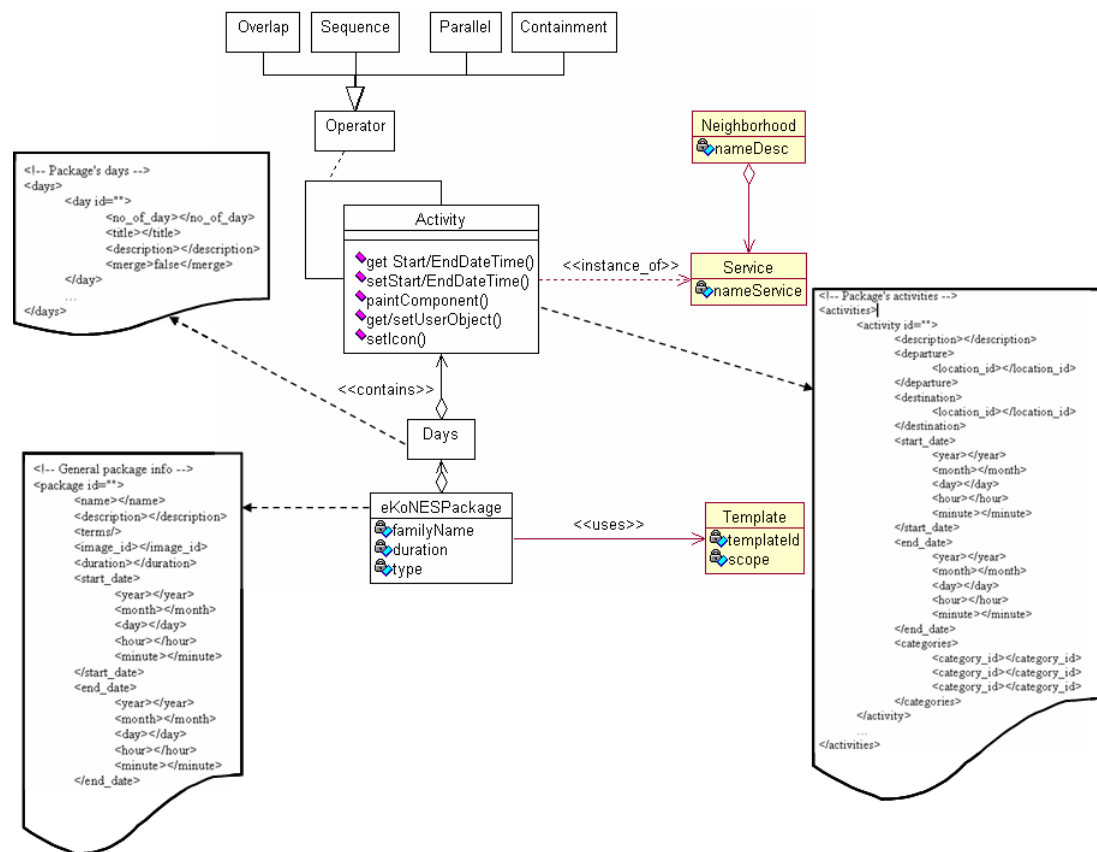 Overlap
Sequence
Parallel
Containment
Operator
Neighborhood
nameDesc
<!-- Package's days -->
<days>
<day id="">
<no_of_day></no_of_day>
<title></title>
<description></description>
<merge>false</merge>
</day>
...
</days>
Activity
get Start/EndDateTime()
setStart/EndDateTime()
paintComponent()
get/setUserObject()
setIcon()
<<instance_of>>
Service
nameService
<!-- Package's activities -->
<activities>
<activity id="">
<description></description>
<departure>
<location_id></location_id>
</departure>
<destination>
<location_id></location_id>
</destination>
<start_date>
<year></year>
<month></month>
<day></day>
<hour></hour>
<minute></minute>
</start_date>
<end_date>
<year></year>
<month></month>
<day></day>
<hour></hour>
<minute></minute>
</end_date>
<categories>
<category_id></category_id>
<category_id></category_id>
<category_id></category_id>
</categories>
</activity>
...
</activities>
<<contains>>
Days
<!-- General package info -->
<package id="">
<name></name>
<description></description>
<terms/>
<image_id></image_id>
<duration></duration>
<start_date>
<year></year>
<month></month>
<day></day>
<hour></hour>
<minute></minute>
</start_date>
<end_date>
<year></year>
<month></month>
<day></day>
<hour></hour>
<minute></minute>
</end_date>
eKoNESPackage
familyName
duration
type
<<uses>>
Template
templateId
scope